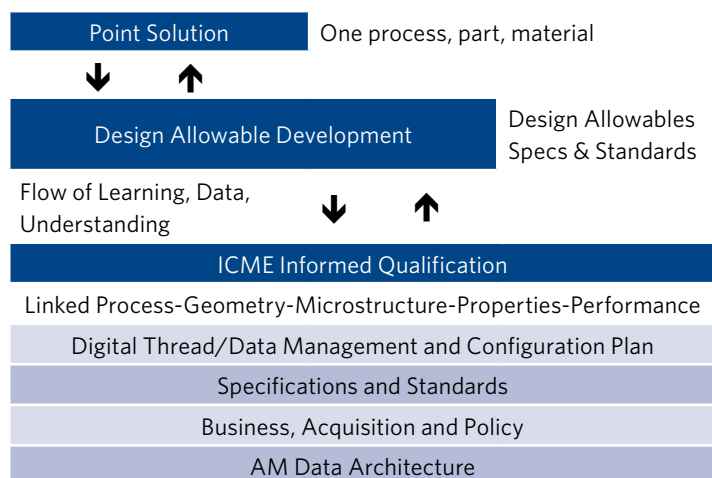 Point Solution
One process, part, material
Design Allowable Development
Design Allowables
Specs & Standards
Flow of Learning, Data,
Understanding
ICME Informed Qualification
Linked Process-Geometry-Microstructure-Properties-Performance
Digital Thread/Data Management and Configuration Plan
Specifications and Standards
Business, Acquisition and Policy
AM Data Architecture